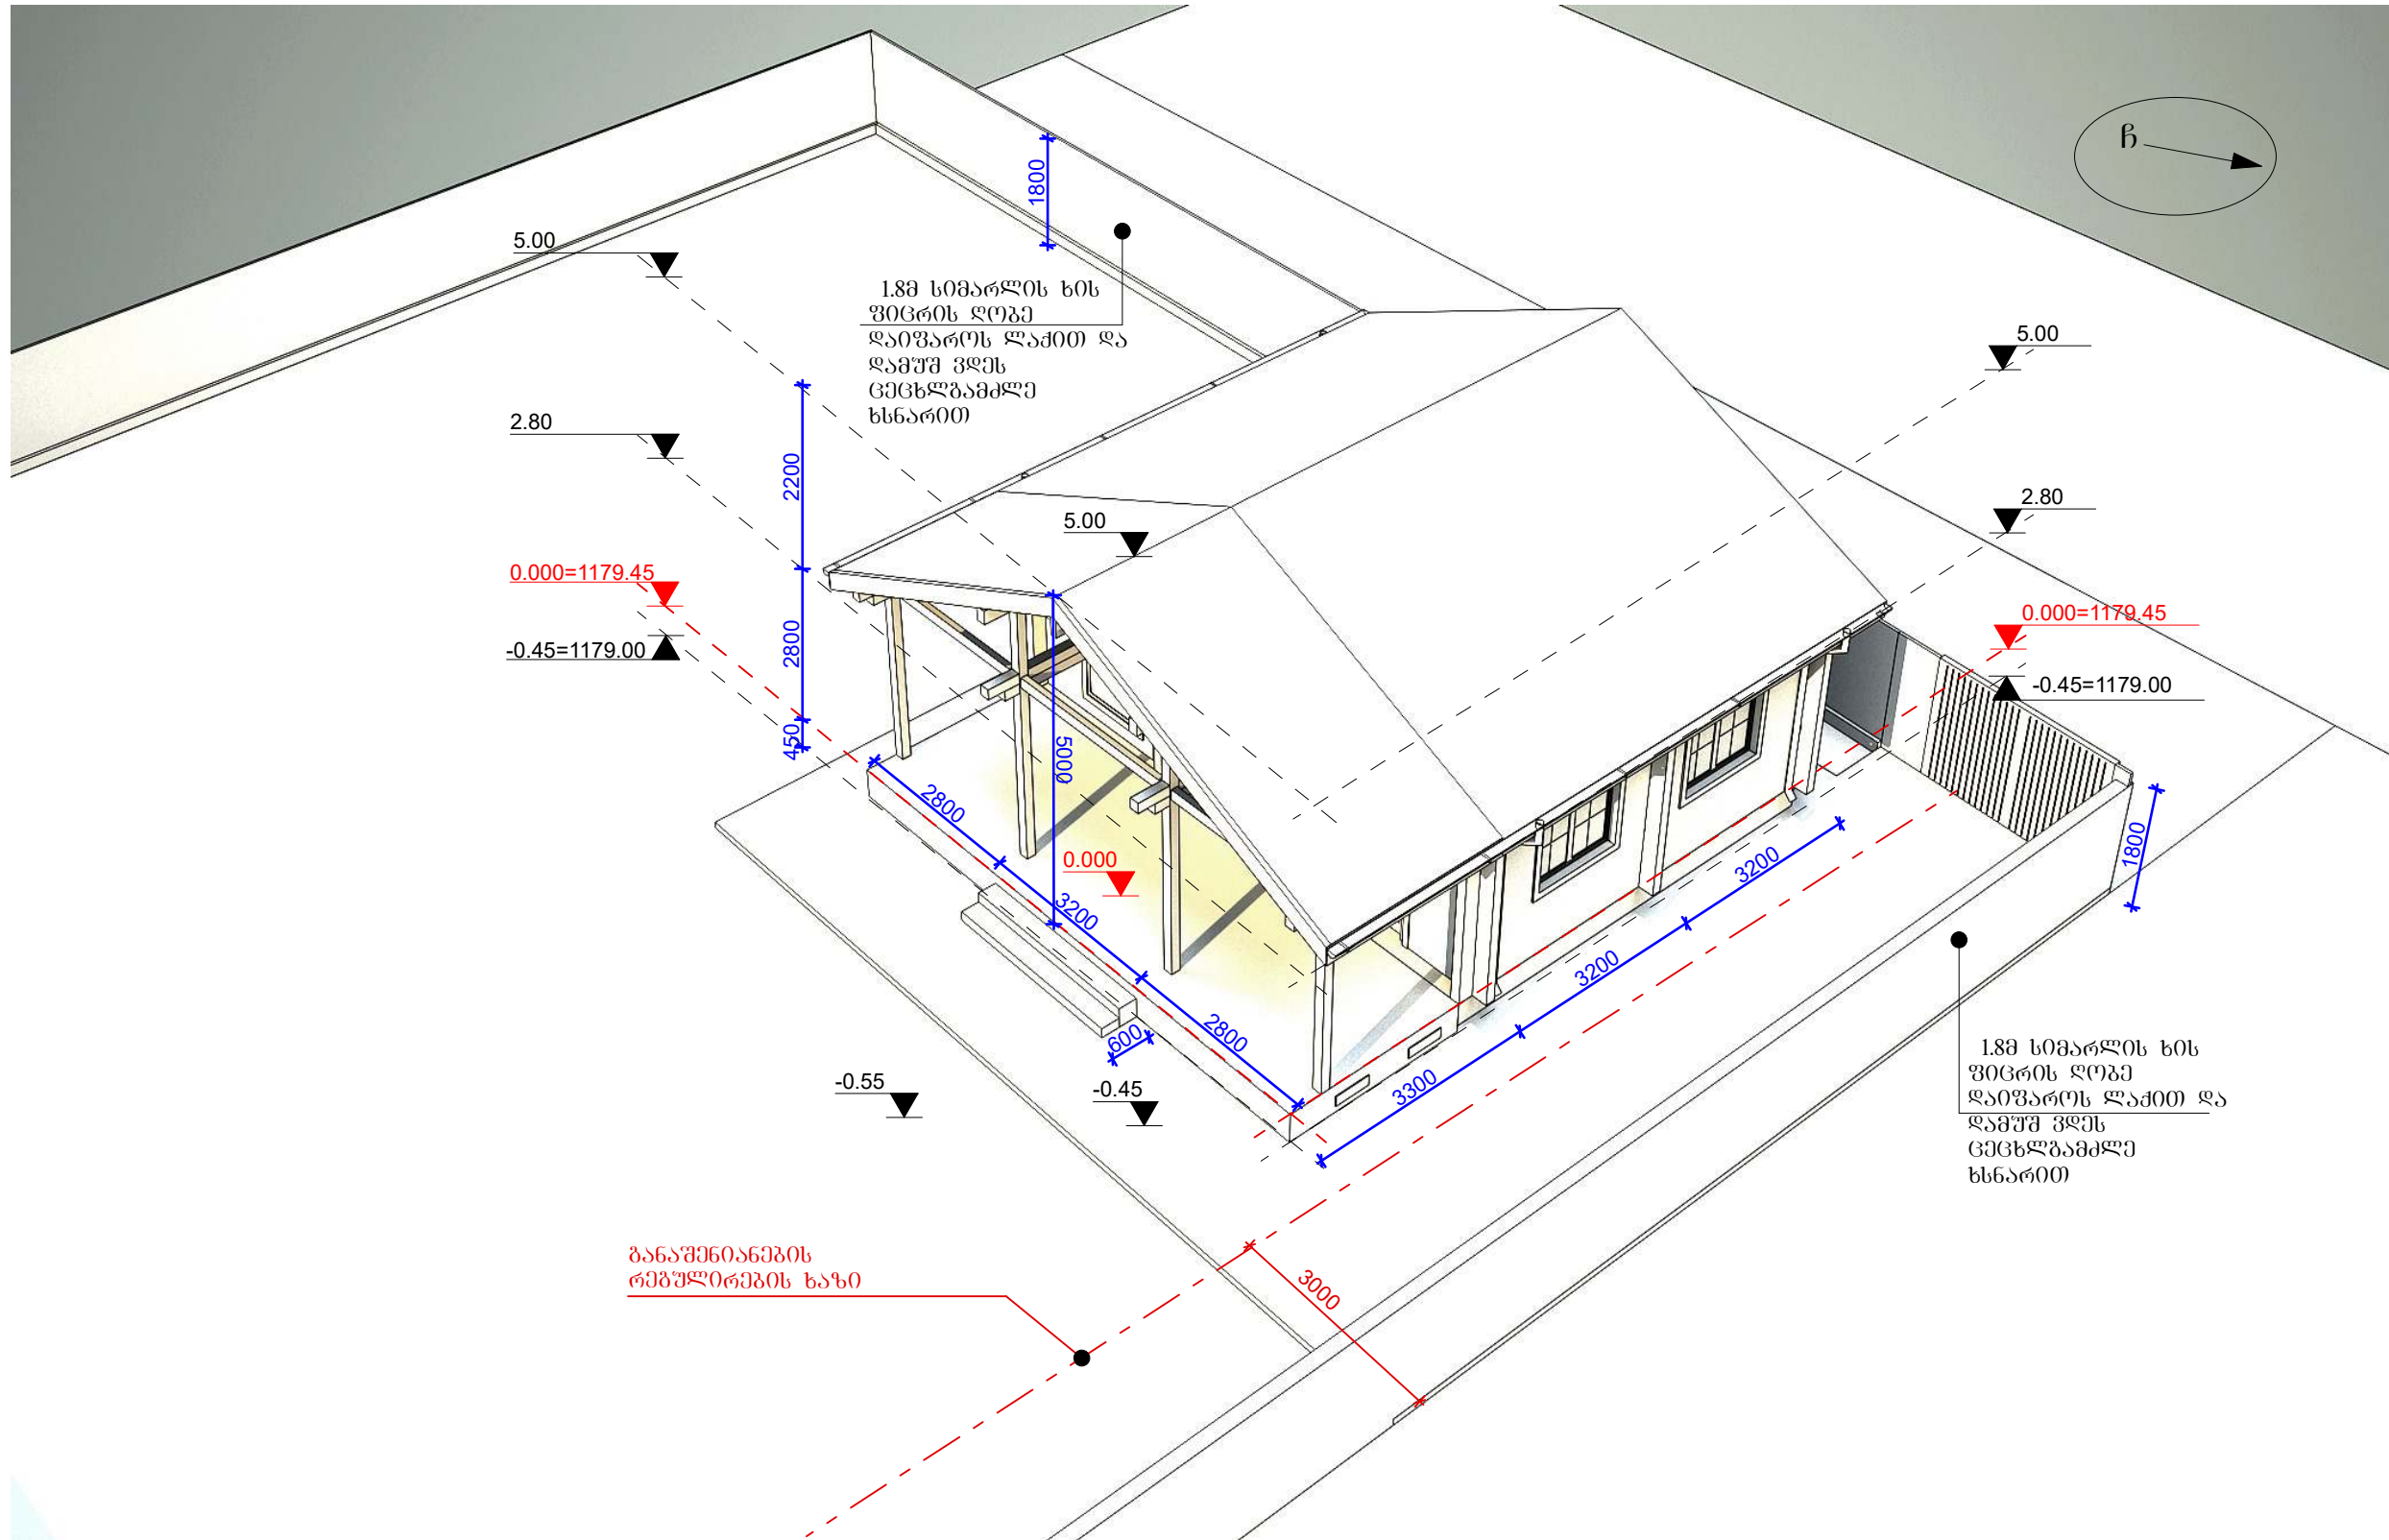 ჩ
1800
5.00
1.8მ სიმარლის ხის
ფიცრის ღობე
დაიფაროს ლაქით და
დამუშ ვდეს
ცეცხლგამძლე
ხსნარით
5.00
2.80
2200
2.80
5.00
0.000=1179.45
0.000=1179.45
-0.45=1179.00
2800
-0.45=1179.00
450
5000
2800
1800
0.000
3200
3200
3200
2800
600
3300
-0.55
-0.45
1.8მ სიმარლის ხის
ფიცრის ღობე
დაიფაროს ლაქით და
დამუშ ვდეს
ცეცხლგამძლე
ხსნარით
განაშენიანების
რეგულირების ხაზი
3000